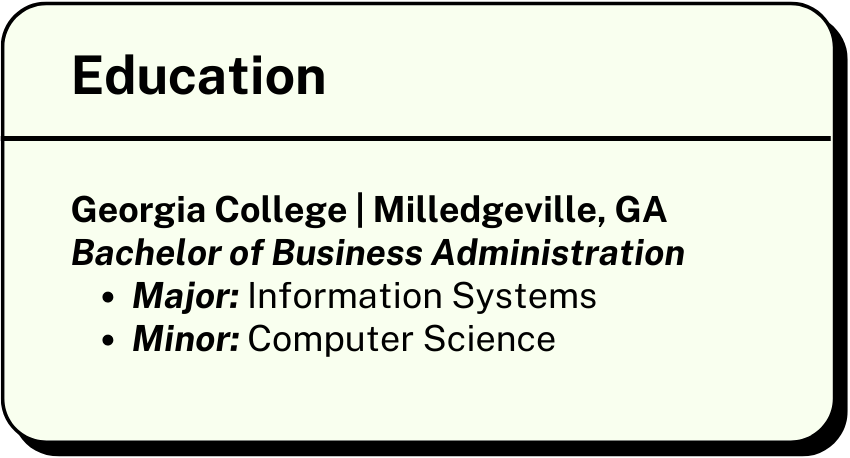 Education
Georgia College | Milledgeville, GA
Bachelor of Business Administration
• Major: Information Systems
• Minor: Computer Science